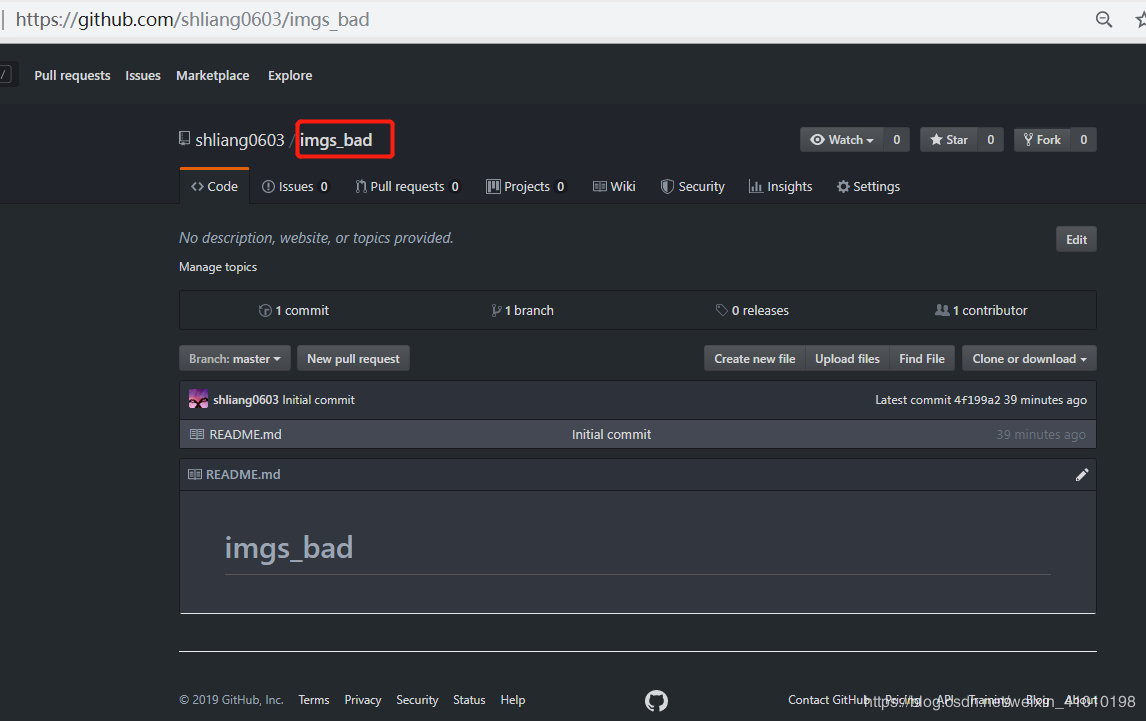 https://github.com/shliang0603/imgs_bad
/ Pull requests Issues Marketplace Explore
shliang0603 / imgs_bad Watch 0 Star 0 Fork 0
Code Issues 0 Pull requests 0 Projects 0 Wiki Security Insights Settings
No description, website, or topics provided. Edit
Manage topics
1 commit 1 branch 0 releases 1 contributor
Branch: master New pull request Create new file Upload files Find File Clone or download
shliang0603 Initial commit Latest commit 4f199a2 39 minutes ago
README.md Initial commit 39 minutes ago
README.md
imgs_bad
© 2019 GitHub, Inc. Terms Privacy Security Status Help Contact GitHub Pricing API Training Blog About
https://blog.csdn.net/weixin_41010198